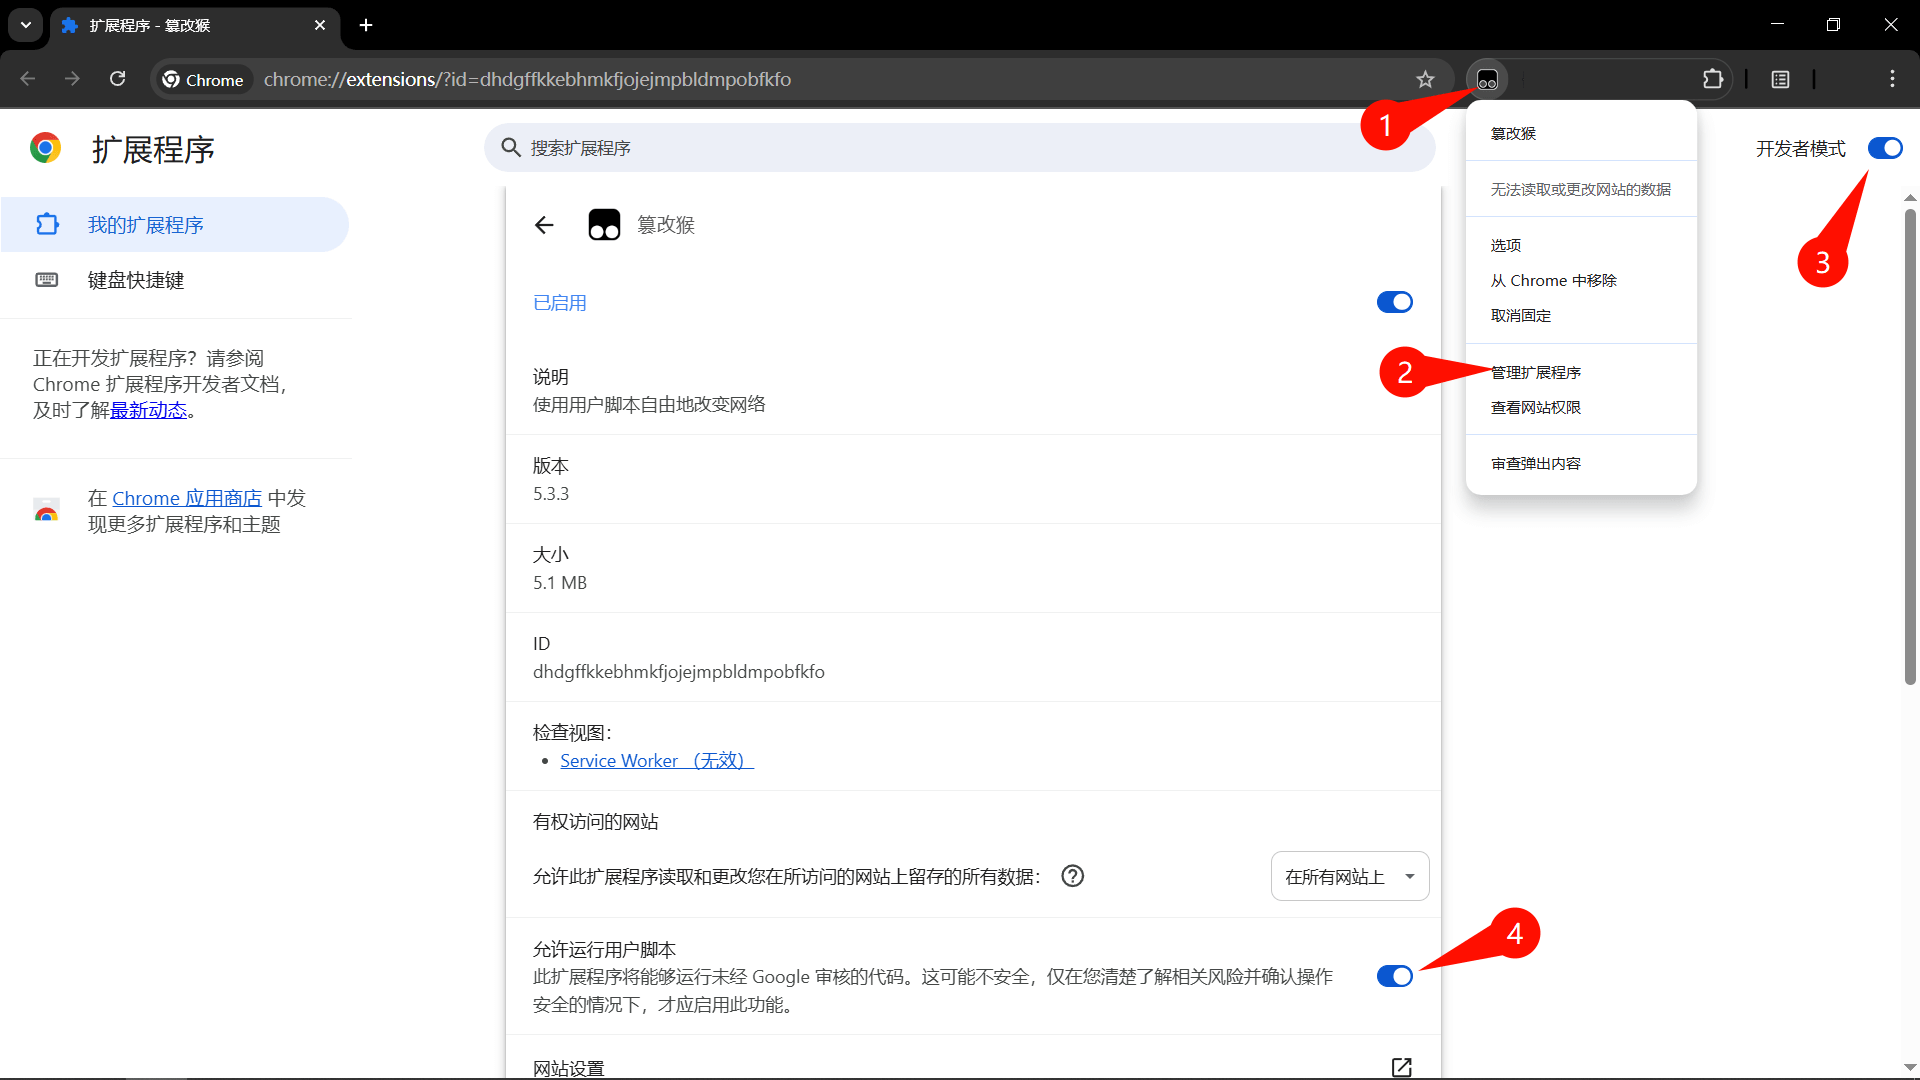 扩展程序 - 篡改猴
Chrome
chrome://extensions/?id=dhdgffkkebhmkfjojejmpbldmpobfkfo
扩展程序
搜索扩展程序
开发者模式
我的扩展程序
键盘快捷键
正在开发扩展程序？请参阅
Chrome 扩展程序开发者文档，
及时了解最新动态。
在 Chrome 应用商店 中发
现更多扩展程序和主题
篡改猴
已启用
说明
使用用户脚本自由地改变网络
版本
5.3.3
大小
5.1 MB
ID
dhdgffkkebhmkfjojejmpbldmpobfkfo
检查视图：
Service Worker （无效）
有权访问的网站
允许此扩展程序读取和更改您在所访问的网站上留存的所有数据：
在所有网站上
允许运行用户脚本
此扩展程序将能够运行未经 Google 审核的代码。这可能不安全，仅在您清楚了解相关风险并确认操作
安全的情况下，才应启用此功能。
网站设置
1
篡改猴
无法读取或更改网站的数据
选项
从 Chrome 中移除
取消固定
2
管理扩展程序
查看网站权限
审查弹出内容
3
4